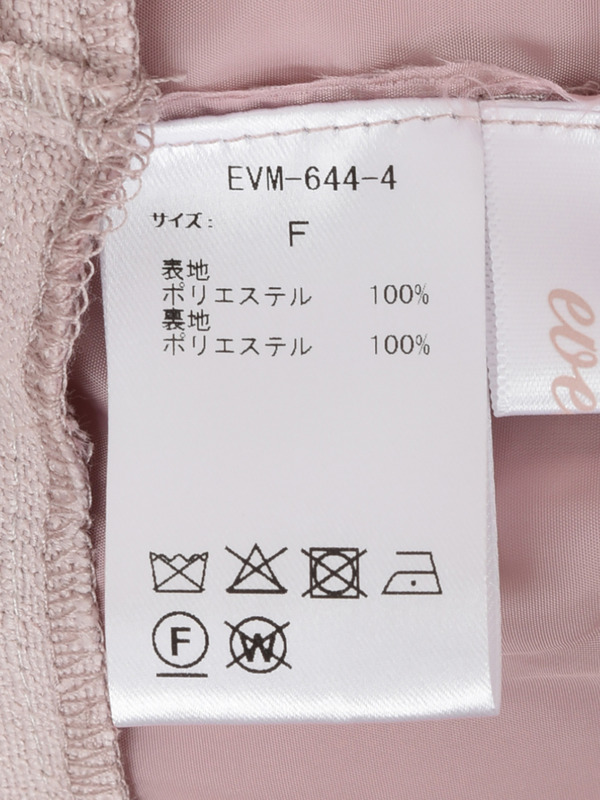 EVM-644-4
サイズ: F
表地
ポリエステル 100%
裏地
ポリエステル 100%
F W
eve